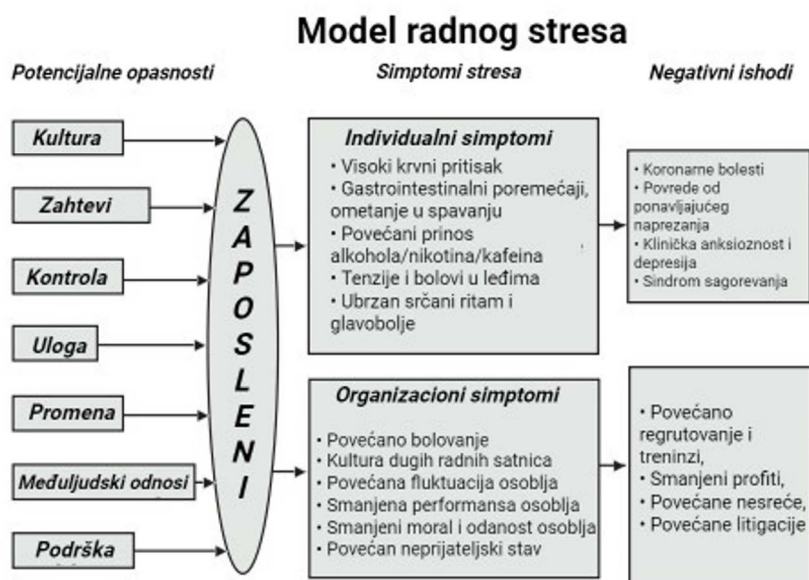 Model radnog stresa
Potencijalne opasnosti
Simptomi stresa
Negativni ishodi
Kultura
Zahtevi
Kontrola
Uloga
Promena
Međuljudski odnosi
Podrška
ZAPOSLENI
Individualni simptomi
• Visoki krvni pritisak
• Gastrointestinalni poremećaji,
ometanje u spavanju
• Povećani prinos
alkohola/nikotina/kafeina
• Tenzije i bolovi u leđima
• Ubrzan srčani ritam i
glavobolje
• Koronarne bolesti
• Povrede od
ponavljajućeg
naprezanja
• Klinička anksioznost i
depresija
• Sindrom sagorevanja
Organizacioni simptomi
• Povećano bolovanje
• Kultura dugih radnih satnica
• Povećana fluktuacija osoblja
• Smanjena performansa osoblja
• Smanjeni moral i odanost osoblja
• Povećan neprijateljski stav
• Povećano
regrutovanje i
treninzi,
• Smanjeni profiti,
• Povećane nesreće,
• Povećane litigacije